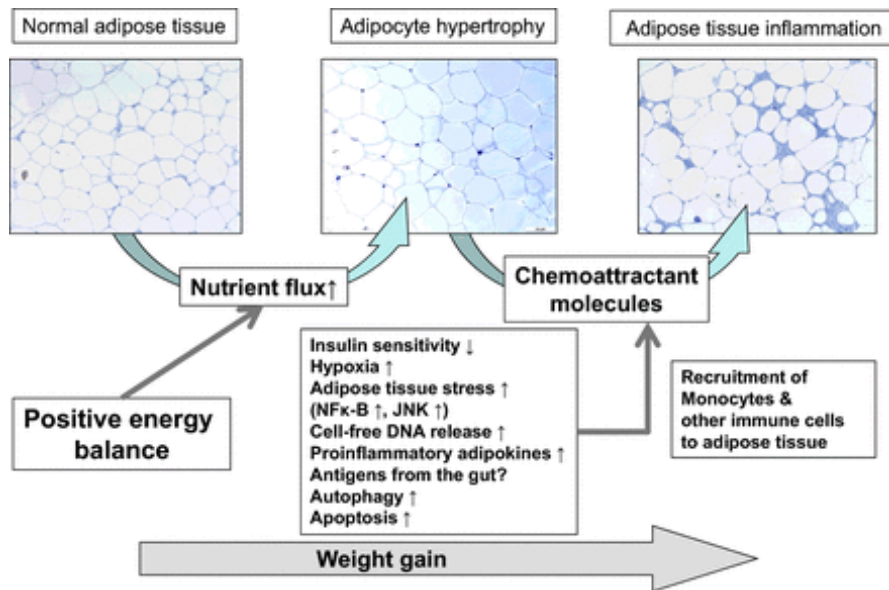 Normal adipose tissue
Adipocyte hypertrophy
Adipose tissue inflammation
Nutrient flux↑
Chemoattractant
molecules
Positive energy
balance
Insulin sensitivity ↓
Hypoxia ↑
Adipose tissue stress ↑
(NFκ-B ↑, JNK ↑)
Cell-free DNA release ↑
Proinflammatory adipokines ↑
Antigens from the gut?
Autophagy ↑
Apoptosis ↑
Recruitment of
Monocytes &
other immune cells
to adipose tissue
Weight gain